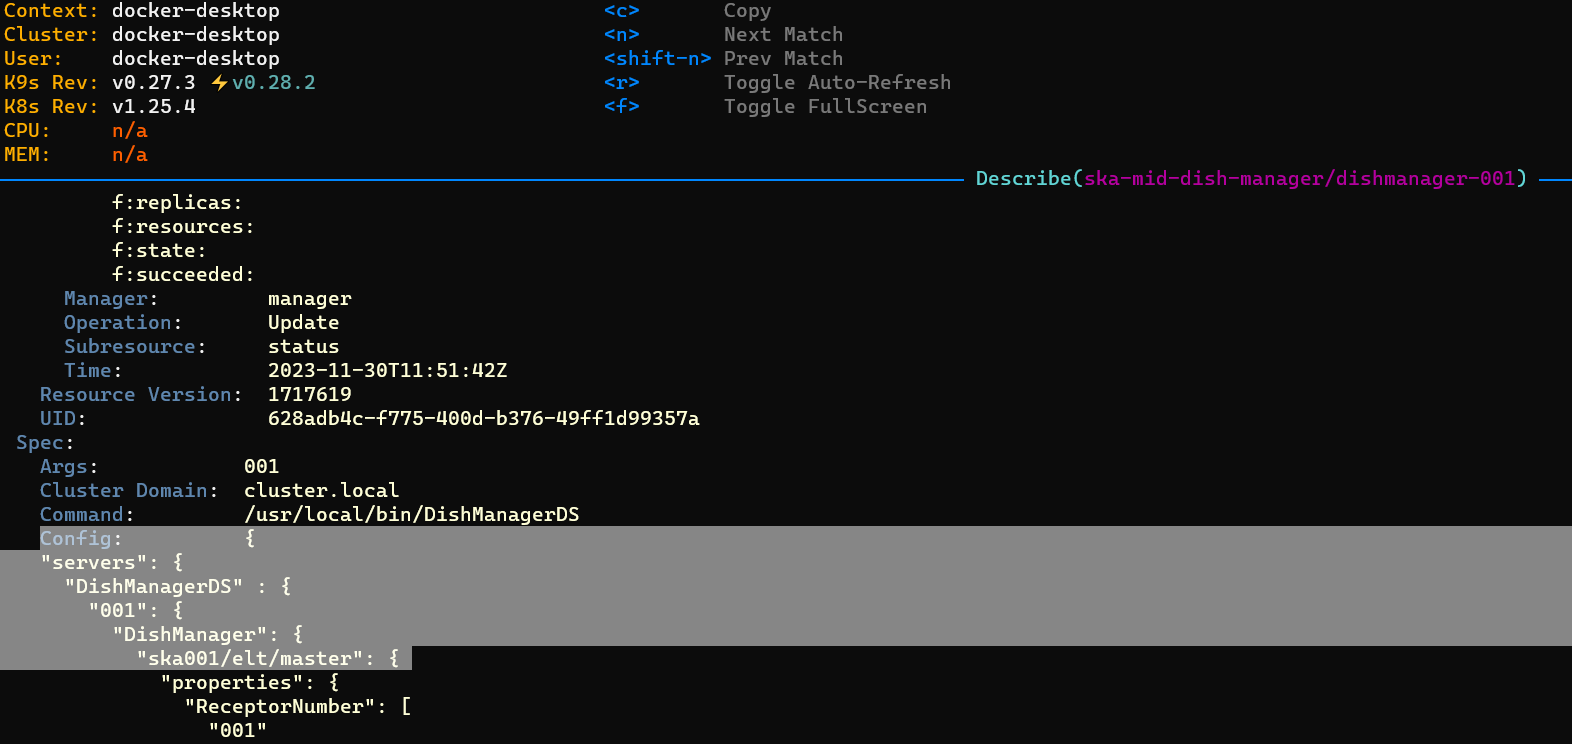 Context: docker-desktop <c> Copy
Cluster: docker-desktop <n> Next Match
User: docker-desktop <shift-n> Prev Match
K9s Rev: v0.27.3 ⚡v0.28.2 <r> Toggle Auto-Refresh
K8s Rev: v1.25.4 <f> Toggle FullScreen
CPU: n/a
MEM: n/a
Describe(ska-mid-dish-manager/dishmanager-001)
f:replicas:
f:resources:
f:state:
f:succeeded:
Manager: manager
Operation: Update
Subresource: status
Time: 2023-11-30T11:51:42Z
Resource Version: 1717619
UID: 628adb4c-f775-400d-b376-49ff1d99357a
Spec:
Args: 001
Cluster Domain: cluster.local
Command: /usr/local/bin/DishManagerDS
Config: {
"servers": {
"DishManagerDS" : {
"001": {
"DishManager": {
"ska001/elt/master": {
"properties": {
"ReceptorNumber": [
"001"